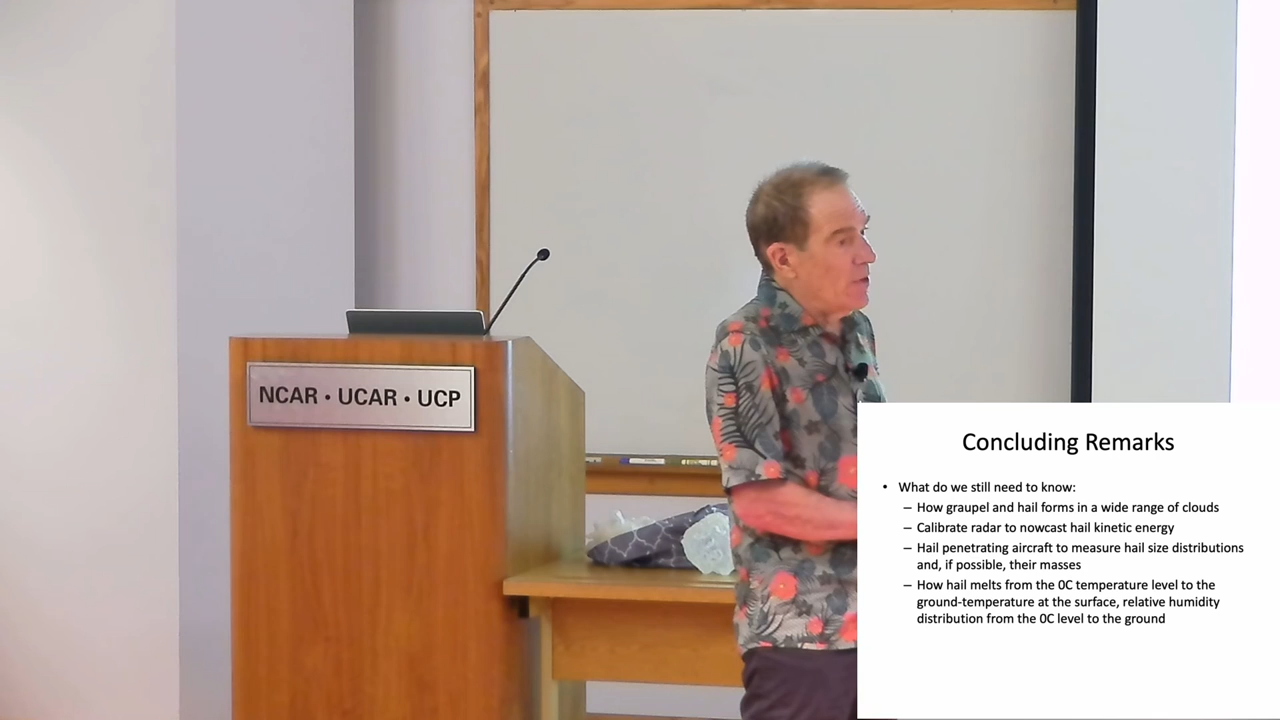 NCAR • UCAR • UCP
Concluding Remarks
• What do we still need to know:
– How graupel and hail forms in a wide range of clouds
– Calibrate radar to nowcast hail kinetic energy
– Hail penetrating aircraft to measure hail size distributions
and, if possible, their masses
– How hail melts from the 0C temperature level to the
ground-temperature at the surface, relative humidity
distribution from the 0C level to the ground